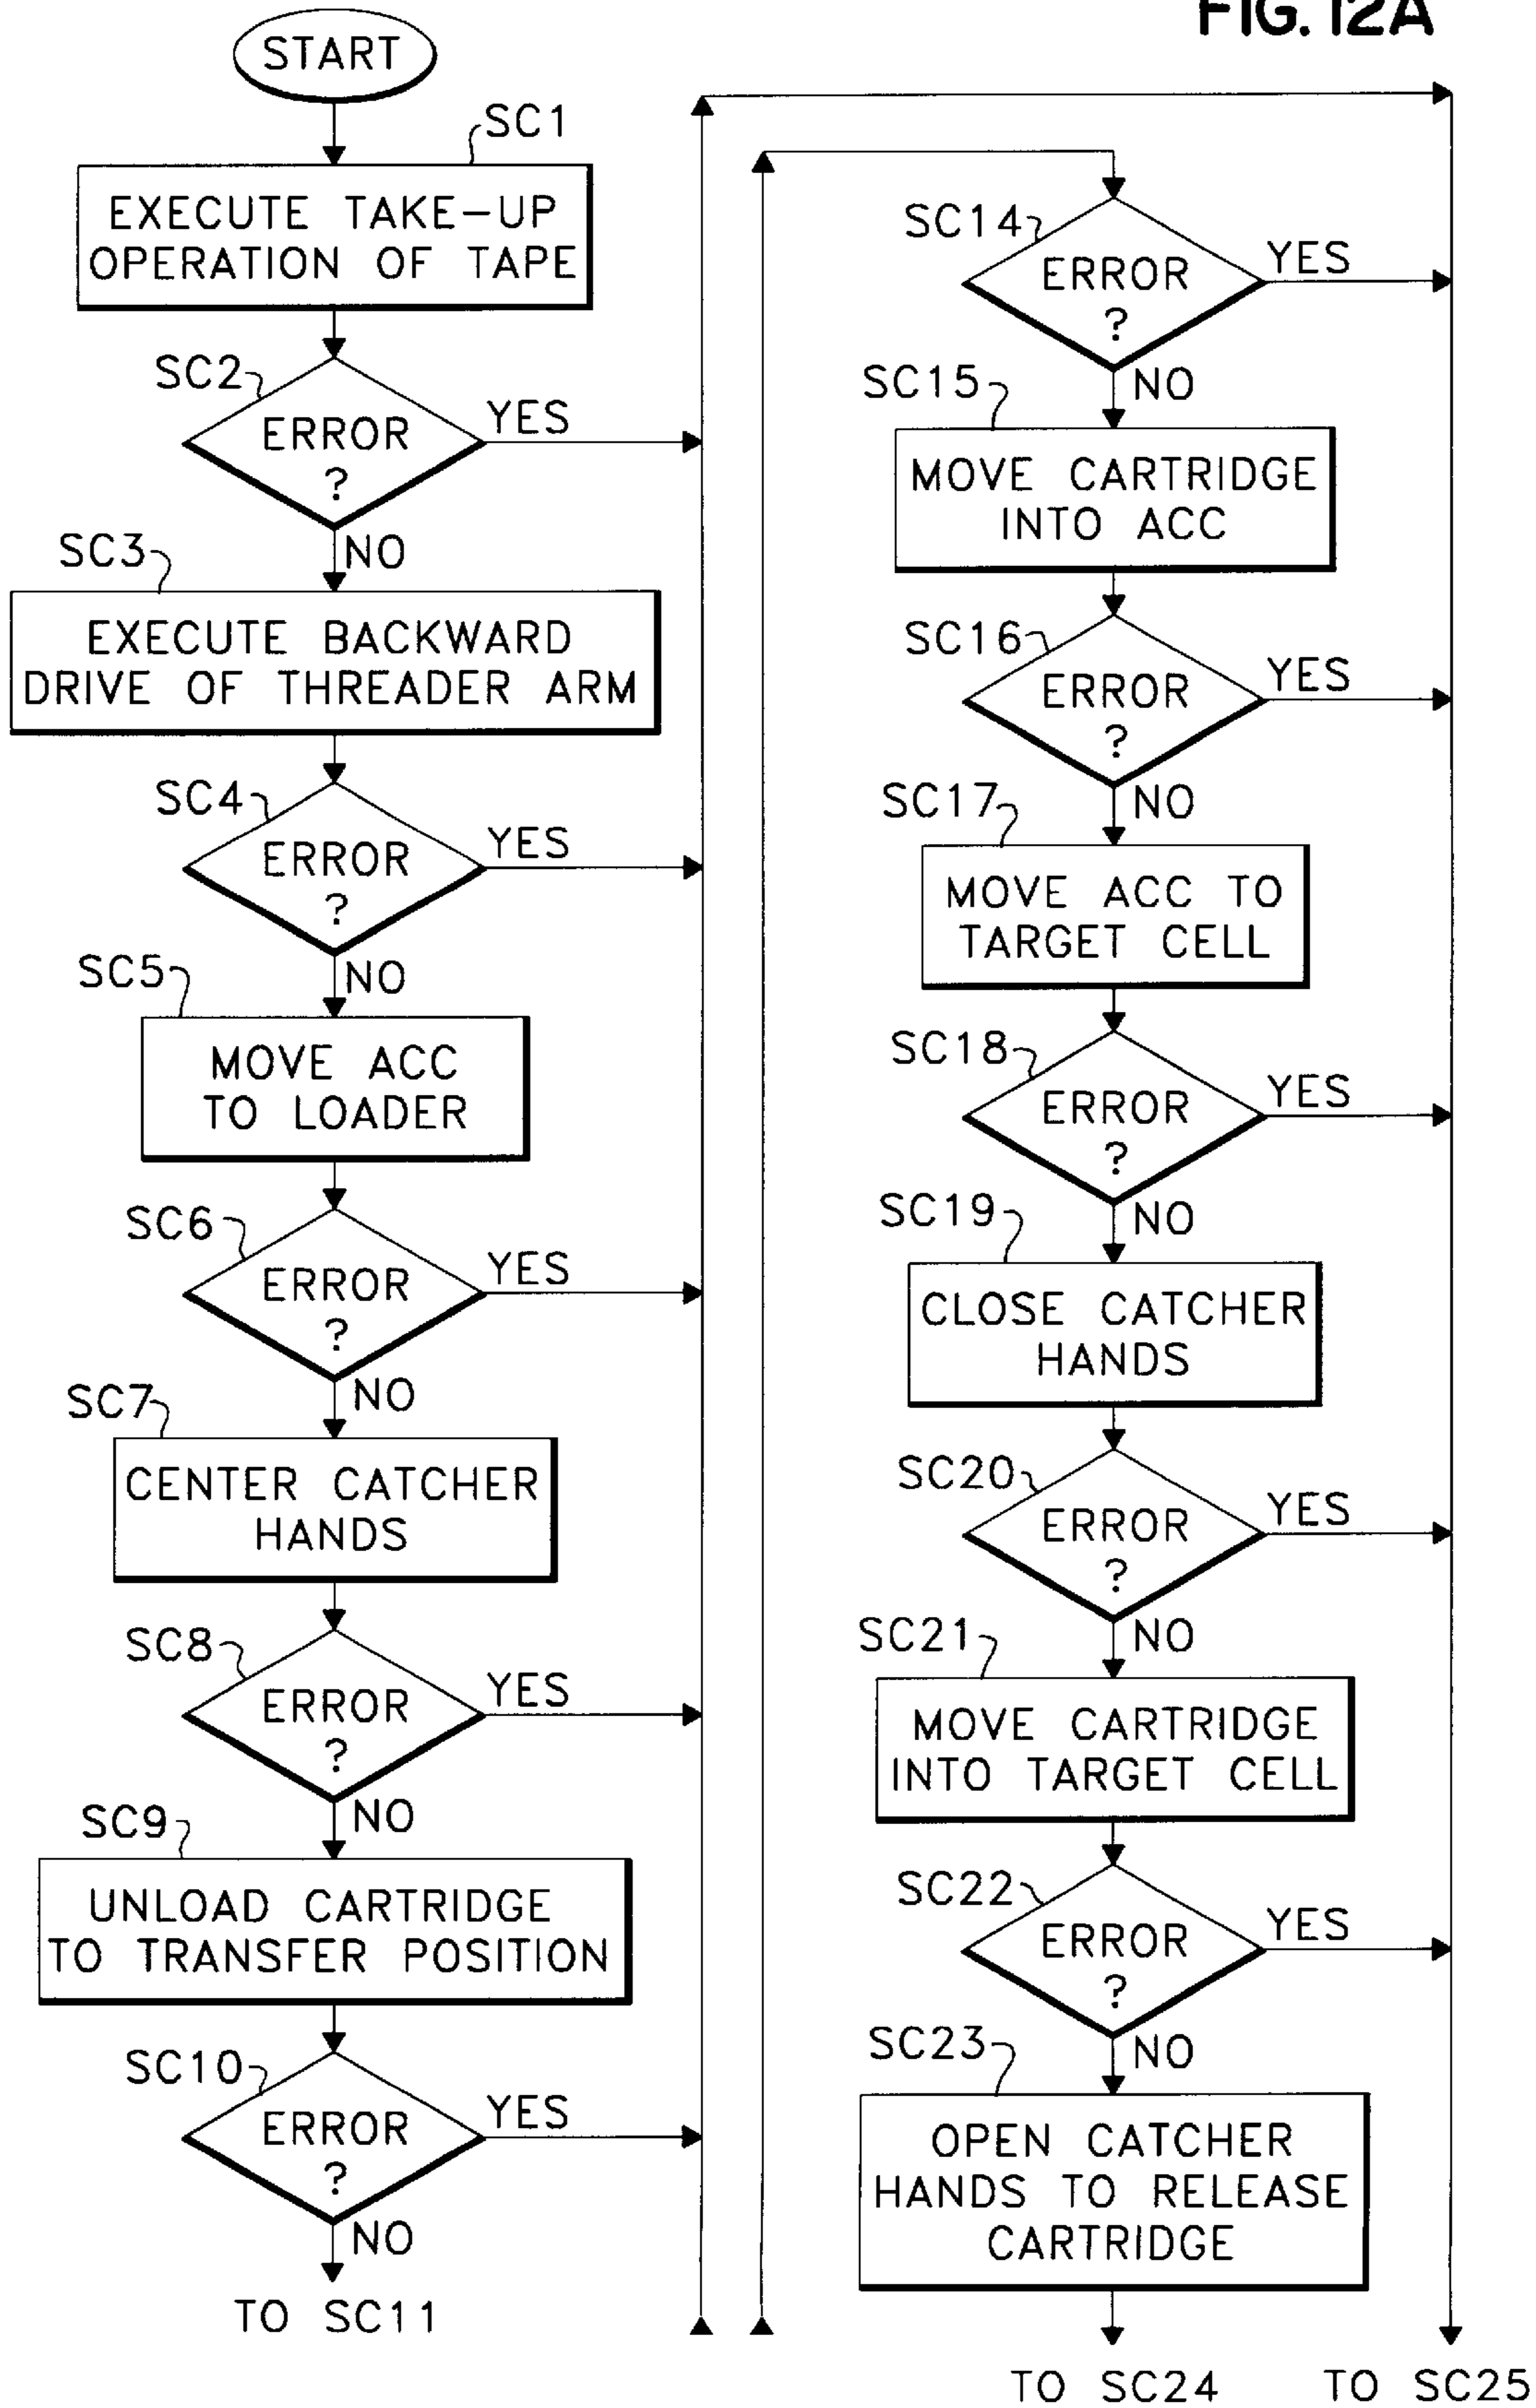 FIG. 12A
START
SC1
EXECUTE TAKE-UP
OPERATION OF TAPE
SC2
ERROR
?
YES
NO
SC3
EXECUTE BACKWARD
DRIVE OF THREADER ARM
SC4
ERROR
?
YES
NO
SC5
MOVE ACC
TO LOADER
SC6
ERROR
?
YES
NO
SC7
CENTER CATCHER
HANDS
SC8
ERROR
?
YES
NO
SC9
UNLOAD CARTRIDGE
TO TRANSFER POSITION
SC10
ERROR
?
YES
NO
TO SC11
SC14
ERROR
?
YES
NO
SC15
MOVE CARTRIDGE
INTO ACC
SC16
ERROR
?
YES
NO
SC17
MOVE ACC TO
TARGET CELL
SC18
ERROR
?
YES
NO
SC19
CLOSE CATCHER
HANDS
SC20
ERROR
?
YES
NO
SC21
MOVE CARTRIDGE
INTO TARGET CELL
SC22
ERROR
?
YES
NO
SC23
OPEN CATCHER
HANDS TO RELEASE
CARTRIDGE
TO SC24
TO SC25